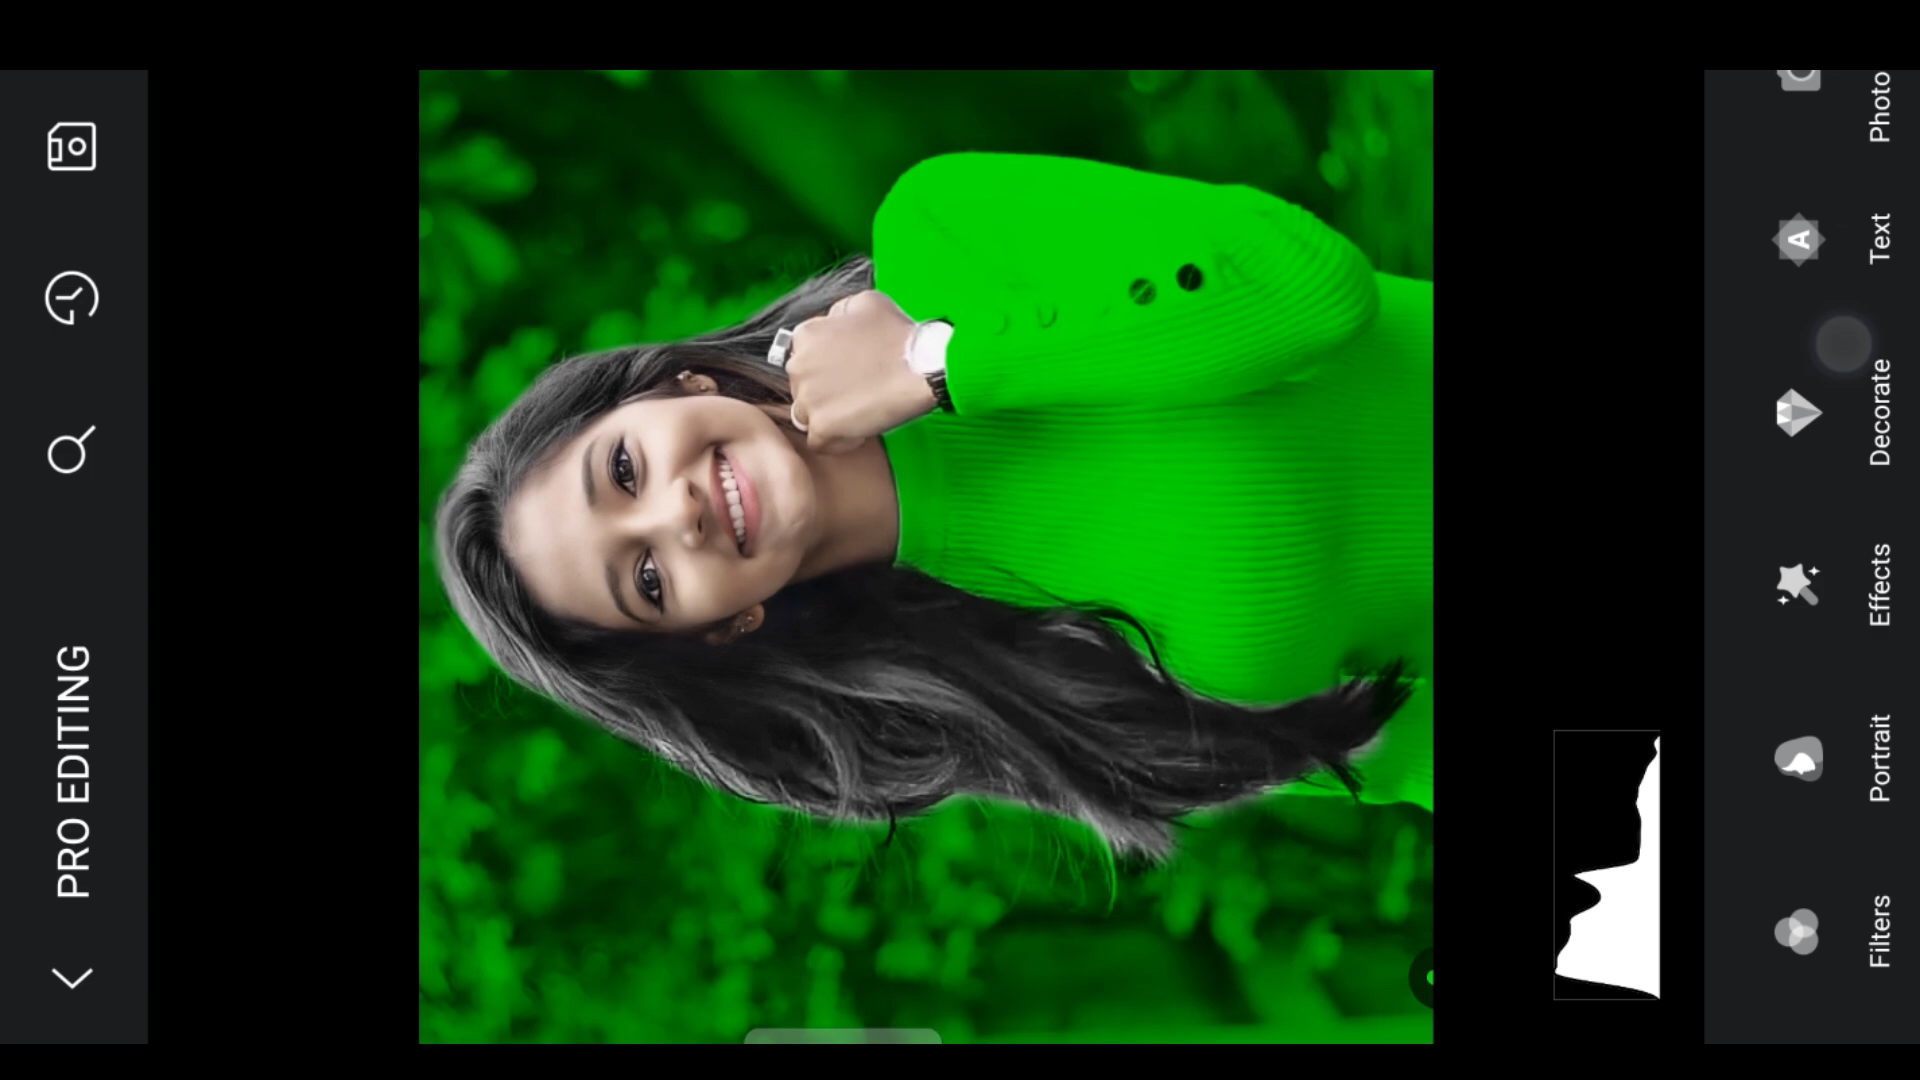 PRO EDITING
Filters
Portrait
Effects
Decorate
A
Text
Photo